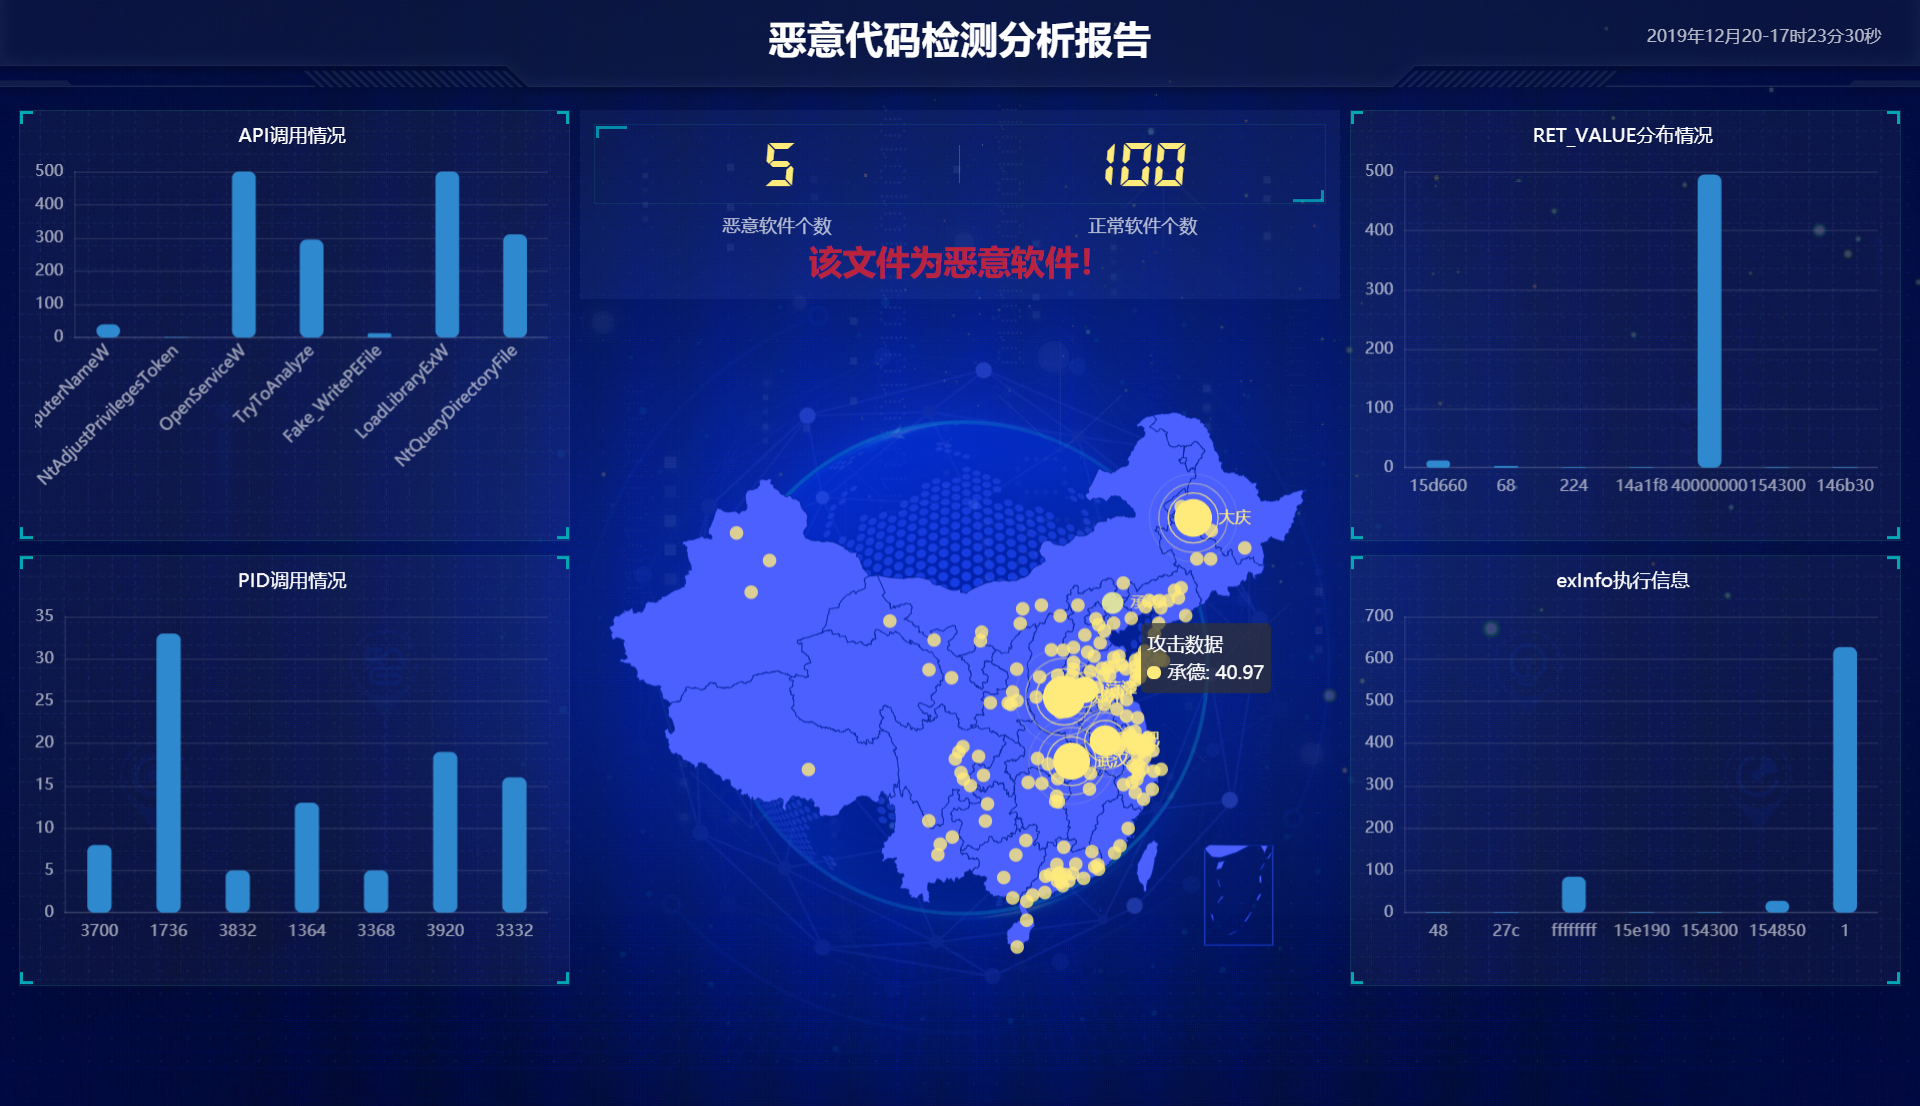 恶意代码检测分析报告
2019年12月20-17时23分30秒
API调用情况
500
400
300
200
100
0
puterNameW
NtAdjustPrivilegesToken
OpenServiceW
TryToAnalyze
Fake_WritePEFile
LoadLibraryExW
NtQueryDirectoryFile
PID调用情况
35
30
25
20
15
10
5
0
3700 1736 3832 1364 3368 3920 3332
5 100
恶意软件个数 正常软件个数
该文件为恶意软件!
大庆
承
攻击数据
承德: 40.97
武汉
RET_VALUE分布情况
500
400
300
200
100
0
15d660 68 224 14a1f8 40000000 154300 146b30
exInfo执行信息
700
600
500
400
300
200
100
0
48 27c ffffffff 15e190 154300 154850 1